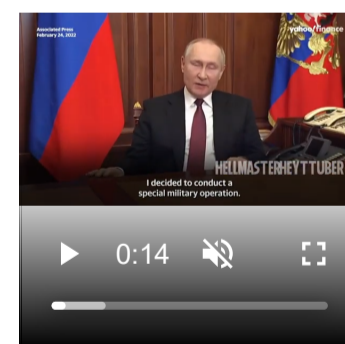 Associated Press
February 24, 2022
yahoo!finance
HELLMASTERHEYTTUBER
I decided to conduct a
special military operation.
0:14